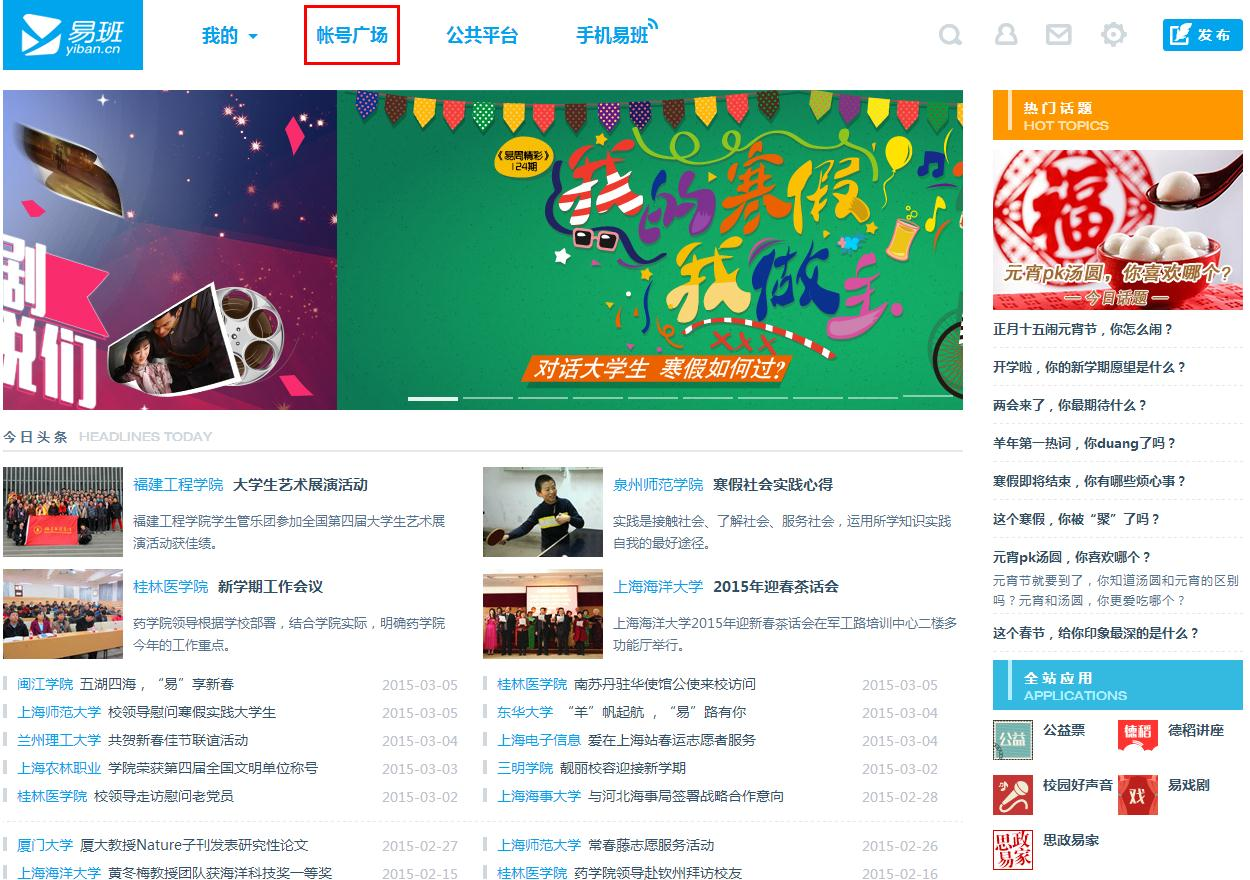 易班
yiban.cn
我的
帐号广场
公共平台
手机易班
发布
剧
说们
《易周精彩》
124期
我的寒假
我做主
对话大学生 寒假如何过?
热门话题
HOT TOPICS
福
元宵pk汤圆，你喜欢哪个？
— 今日话题 —
正月十五闹元宵节，你怎么闹？
开学啦，你的新学期愿望是什么？
两会来了，你最期待什么？
羊年第一热词，你duang了吗？
寒假即将结束，你有哪些烦心事？
这个寒假，你被“聚”了吗？
元宵pk汤圆，你喜欢哪个？
元宵节就要到了，你知道汤圆和元宵的区别
吗？元宵和汤圆，你更爱吃哪个？
这个春节，给你印象最深的是什么？
今日头条 HEADLINES TODAY
福建工程学院 大学生艺术展演活动
福建工程学院学生管乐团参加全国第四届大学生艺术展
演活动获佳绩。
泉州师范学院 寒假社会实践心得
实践是接触社会、了解社会、服务社会，运用所学知识实践
自我的最好途径。
桂林医学院 新学期工作会议
药学院领导根据学校部署，结合学院实际，明确药学院
今年的工作重点。
上海海洋大学 2015年迎春茶话会
上海海洋大学2015年迎新春茶话会在军工路培训中心二楼多
功能厅举行。
闽江学院 五湖四海，“易”享新春 2015-03-05
上海师范大学 校领导慰问寒假实践大学生 2015-03-05
兰州理工大学 共贺新春佳节联谊活动 2015-03-04
上海农林职业 学院荣获第四届全国文明单位称号 2015-03-03
桂林医学院 校领导走访慰问老党员 2015-03-02
厦门大学 厦大教授Nature子刊发表研究性论文 2015-02-27
上海海洋大学 黄冬梅教授团队获海洋科技奖一等奖 2015-02-15
桂林医学院 南苏丹驻华使馆公使来校访问 2015-03-05
东华大学 “羊”帆起航 ，“易”路有你 2015-03-04
上海电子信息 爱在上海站春运志愿者服务 2015-03-04
三明学院 靓丽校容迎接新学期 2015-03-02
上海海事大学 与河北海事局签署战略合作意向 2015-02-28
上海师范大学 常春藤志愿服务活动 2015-02-26
桂林医学院 药学院领导赴钦州拜访校友 2015-02-16
全站应用
APPLICATIONS
公益
公益票
德稻
德稻讲座
校园好声音
戏
易戏剧
思政
易家
思政易家